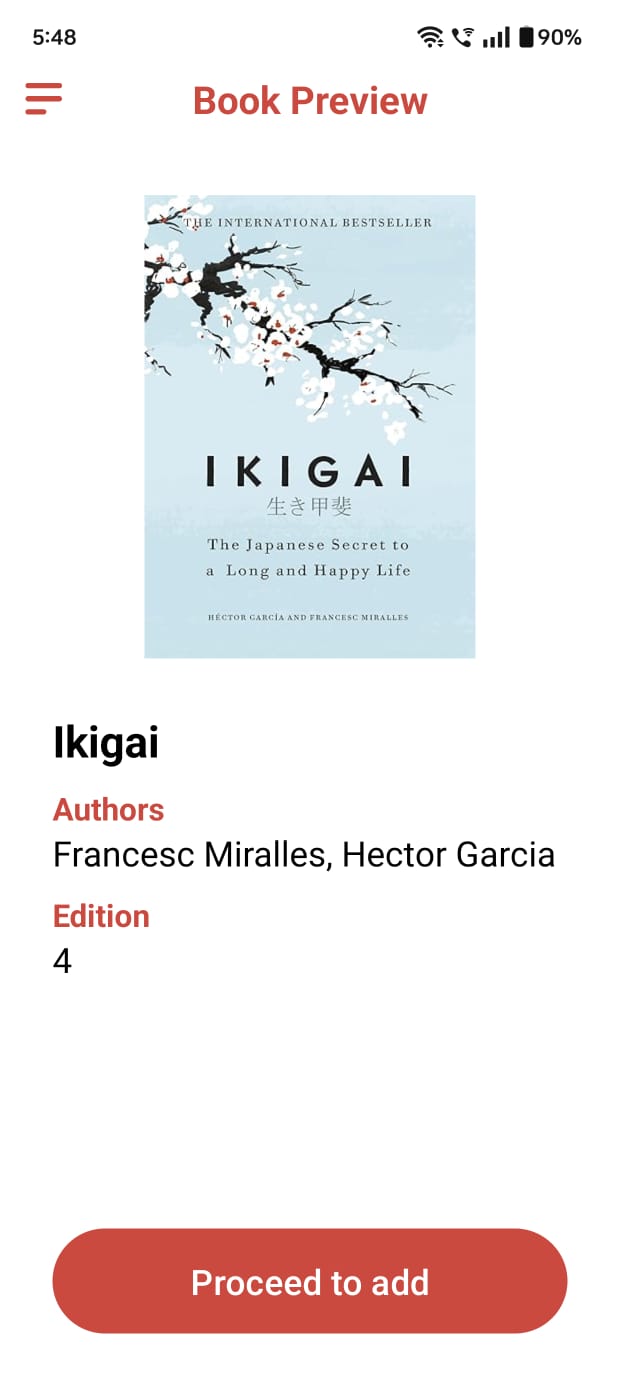 5:48
90%
Book Preview
THE INTERNATIONAL BESTSELLER
IKIGAI
生き甲斐
The Japanese Secret to
a Long and Happy Life
HÉCTOR GARCÍA AND FRANCESC MIRALLES
Ikigai
Authors
Francesc Miralles, Hector Garcia
Edition
4
Proceed to add